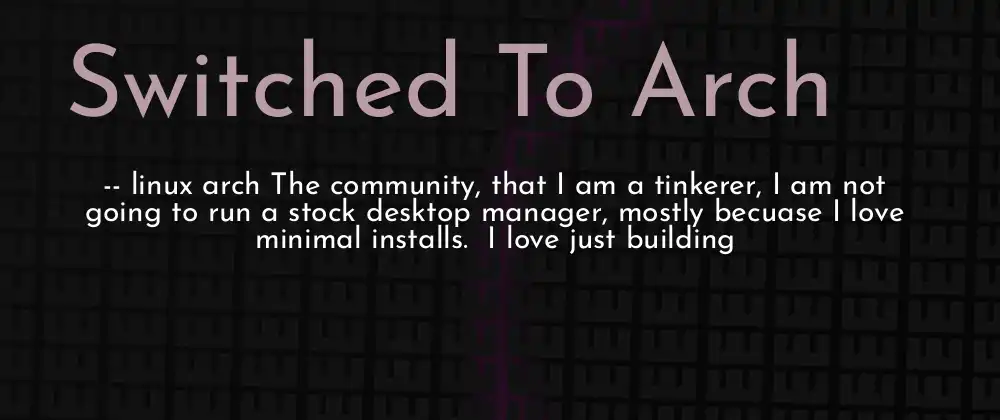 Switched To Arch
-- linux arch The community, that I am a tinkerer, I am not
going to run a stock desktop manager, mostly becuase I love
minimal installs.  I love just building